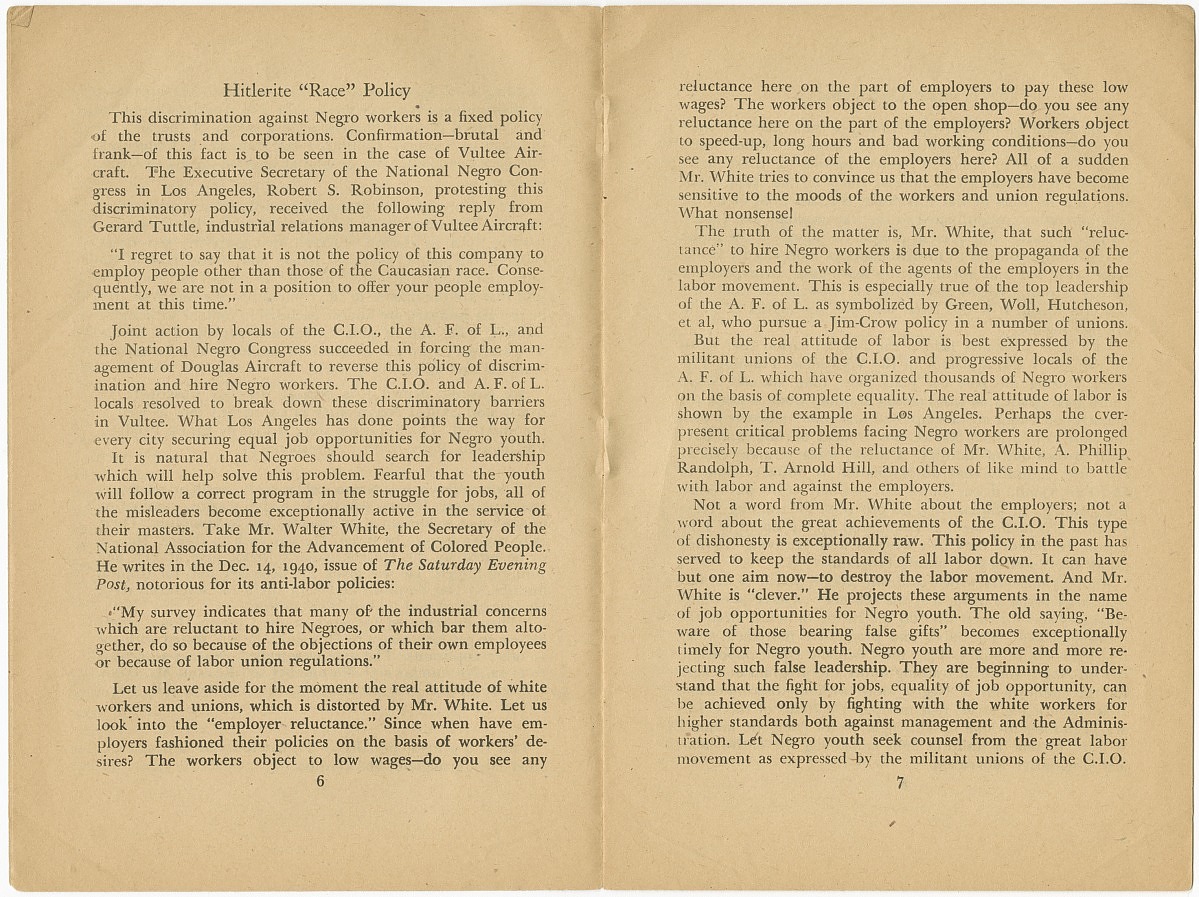 Hitlerite “Race” Policy
This discrimination against Negro workers is a fixed policy
of the trusts and corporations. Confirmation—brutal and
frank—of this fact is to be seen in the case of Vultee Air-
craft. The Executive Secretary of the National Negro Con-
gress in Los Angeles, Robert S. Robinson, protesting this
discriminatory policy, received the following reply from
Gerard Tuttle, industrial relations manager of Vultee Aircraft:
“I regret to say that it is not the policy of this company to
employ people other than those of the Caucasian race. Conse-
quently, we are not in a position to offer your people employ-
ment at this time.”
Joint action by locals of the C.I.O., the A. F. of L., and
the National Negro Congress succeeded in forcing the man-
agement of Douglas Aircraft to reverse this policy of discrim-
ination and hire Negro workers. The C.I.O. and A. F. of L.
locals resolved to break down these discriminatory barriers
in Vultee. What Los Angeles has done points the way for
every city securing equal job opportunities for Negro youth.
It is natural that Negroes should search for leadership
which will help solve this problem. Fearful that the youth
will follow a correct program in the struggle for jobs, all of
the misleaders become exceptionally active in the service of
their masters. Take Mr. Walter White, the Secretary of the
National Association for the Advancement of Colored People.
He writes in the Dec. 14, 1940, issue of The Saturday Evening
Post, notorious for its anti-labor policies:
“My survey indicates that many of the industrial concerns
which are reluctant to hire Negroes, or which bar them alto-
gether, do so because of the objections of their own employees
or because of labor union regulations.”
Let us leave aside for the moment the real attitude of white
workers and unions, which is distorted by Mr. White. Let us
look into the “employer reluctance.” Since when have em-
ployers fashioned their policies on the basis of workers’ de-
sires? The workers object to low wages—do you see any
6
reluctance here on the part of employers to pay these low
wages? The workers object to the open shop—do you see any
reluctance here on the part of the employers? Workers object
to speed-up, long hours and bad working conditions—do you
see any reluctance of the employers here? All of a sudden
Mr. White tries to convince us that the employers have become
sensitive to the moods of the workers and union regulations.
What nonsense!
The truth of the matter is, Mr. White, that such “reluc-
tance” to hire Negro workers is due to the propaganda of the
employers and the work of the agents of the employers in the
labor movement. This is especially true of the top leadership
of the A. F. of L. as symbolized by Green, Woll, Hutcheson,
et al, who pursue a Jim-Crow policy in a number of unions.
But the real attitude of labor is best expressed by the
militant unions of the C.I.O. and progressive locals of the
A. F. of L. which have organized thousands of Negro workers
on the basis of complete equality. The real attitude of labor is
shown by the example in Los Angeles. Perhaps the ever-
present critical problems facing Negro workers are prolonged
precisely because of the reluctance of Mr. White, A. Phillip
Randolph, T. Arnold Hill, and others of like mind to battle
with labor and against the employers.
Not a word from Mr. White about the employers; not a
word about the great achievements of the C.I.O. This type
of dishonesty is exceptionally raw. This policy in the past has
served to keep the standards of all labor down. It can have
but one aim now—to destroy the labor movement. And Mr.
White is “clever.” He projects these arguments in the name
of job opportunities for Negro youth. The old saying, “Be-
ware of those bearing false gifts” becomes exceptionally
timely for Negro youth. Negro youth are more and more re-
jecting such false leadership. They are beginning to under-
stand that the fight for jobs, equality of job opportunity, can
be achieved only by fighting with the white workers for
higher standards both against management and the Adminis-
tration. Let Negro youth seek counsel from the great labor
movement as expressed by the militant unions of the C.I.O.
7